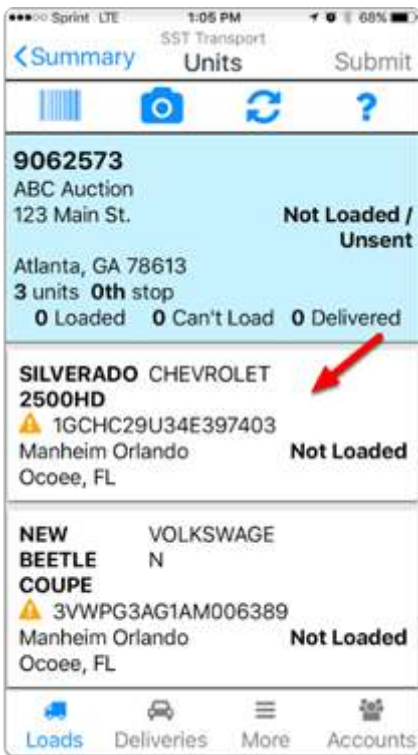 Sprint LTE 1:05 PM 68%
SST Transport
Summary Units Submit
?
9062573
ABC Auction
123 Main St. Not Loaded /
Unsent
Atlanta, GA 78613
3 units 0th stop
0 Loaded 0 Can't Load 0 Delivered
SILVERADO CHEVROLET
2500HD
1GCHC29U34E397403
Manheim Orlando Not Loaded
Ocoee, FL
NEW VOLKSWAGE
BEETLE N
COUPE
3VWPG3AG1AM006389
Manheim Orlando Not Loaded
Ocoee, FL
Loads Deliveries More Accounts